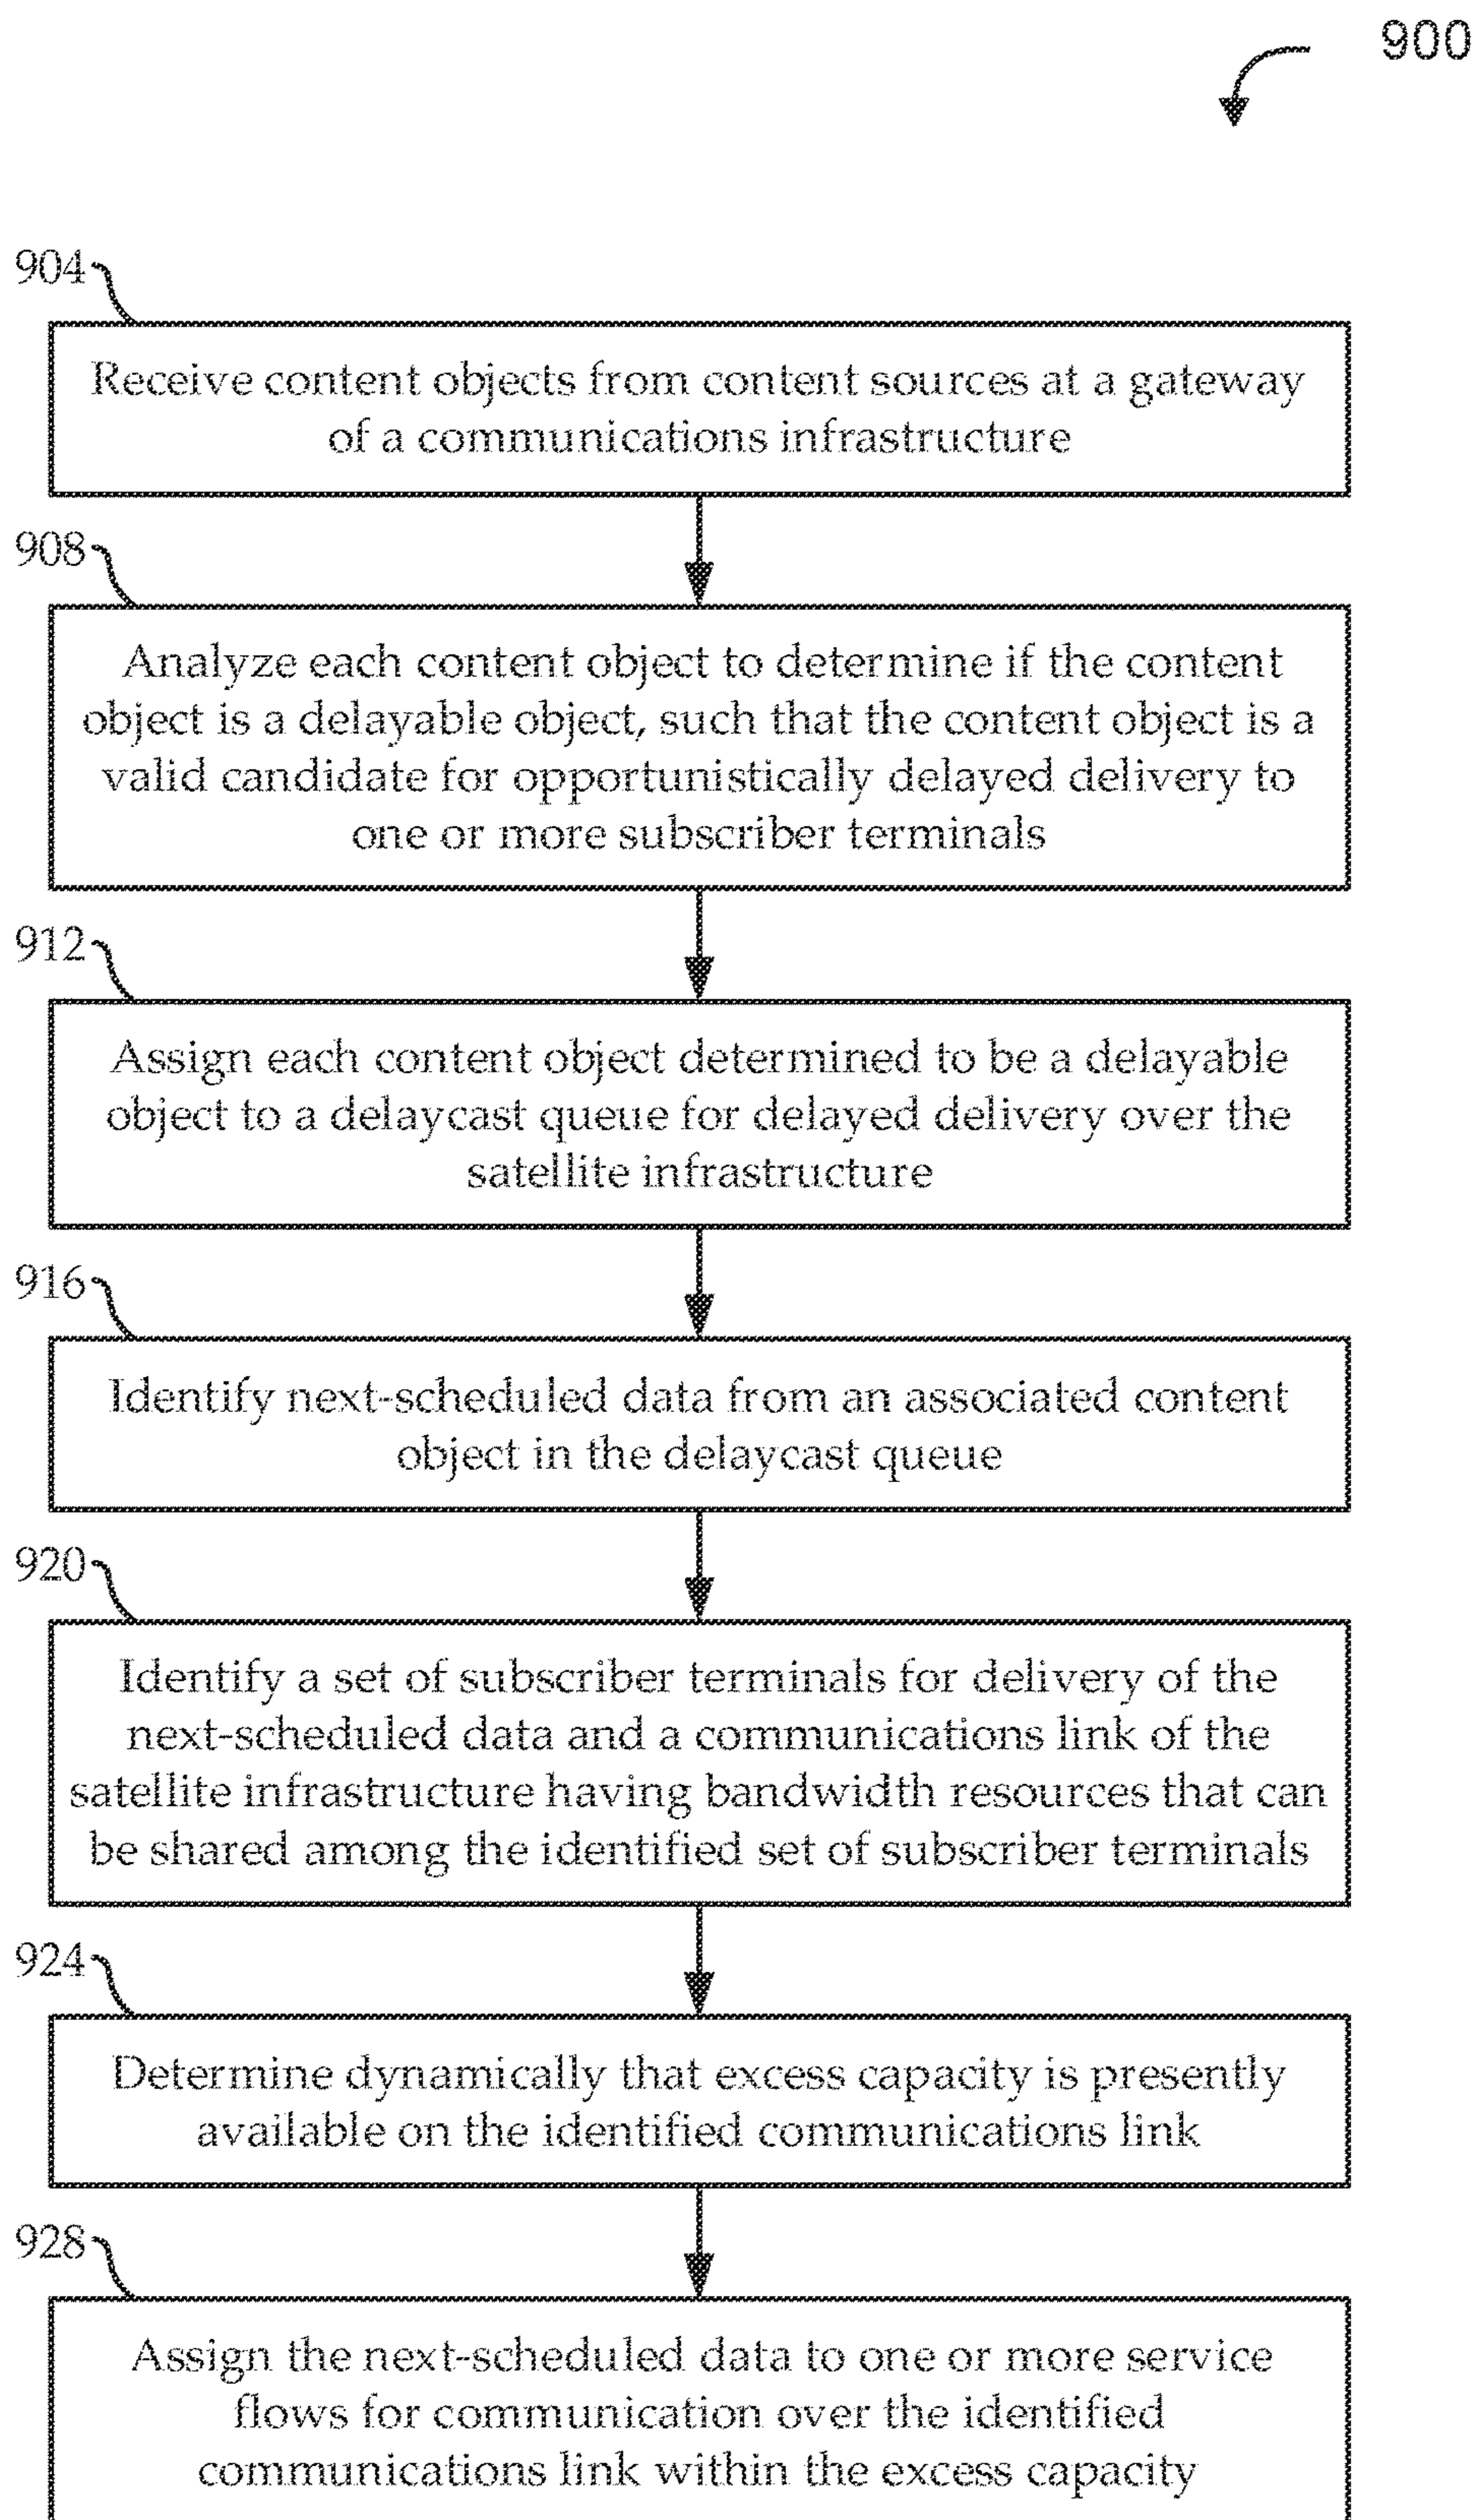 900
904
Receive content objects from content sources at a gateway
of a communications infrastructure
908
Analyze each content object to determine if the content
object is a delayable object, such that the content object is a
valid candidate for opportunistically delayed delivery to
one or more subscriber terminals
912
Assign each content object determined to be a delayable
object to a delaycast queue for delayed delivery over the
satellite infrastructure
916
Identify next-scheduled data from an associated content
object in the delaycast queue
920
Identify a set of subscriber terminals for delivery of the
next-scheduled data and a communications link of the
satellite infrastructure having bandwidth resources that can
be shared among the identified set of subscriber terminals
924
Determine dynamically that excess capacity is presently
available on the identified communications link
928
Assign the next-scheduled data to one or more service
flows for communication over the identified
communications link within the excess capacity